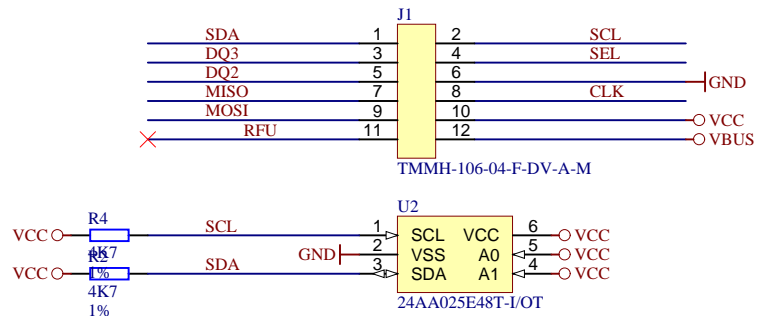 J1
SDA 1 2 SCL
DQ3 3 4 SEL
DQ2 5 6 GND
MISO 7 8 CLK
MOSI 9 10 VCC
RFU 11 12 VBUS
TMMH-106-04-F-DV-A-M
U2
R4
VCC SCL 1 SCL VCC 6 VCC
4K7
GND 2 VSS A0 5 VCC
R2
1%
VCC SDA 3 SDA A1 4 VCC
4K7
1%
24AA025E48T-I/OT